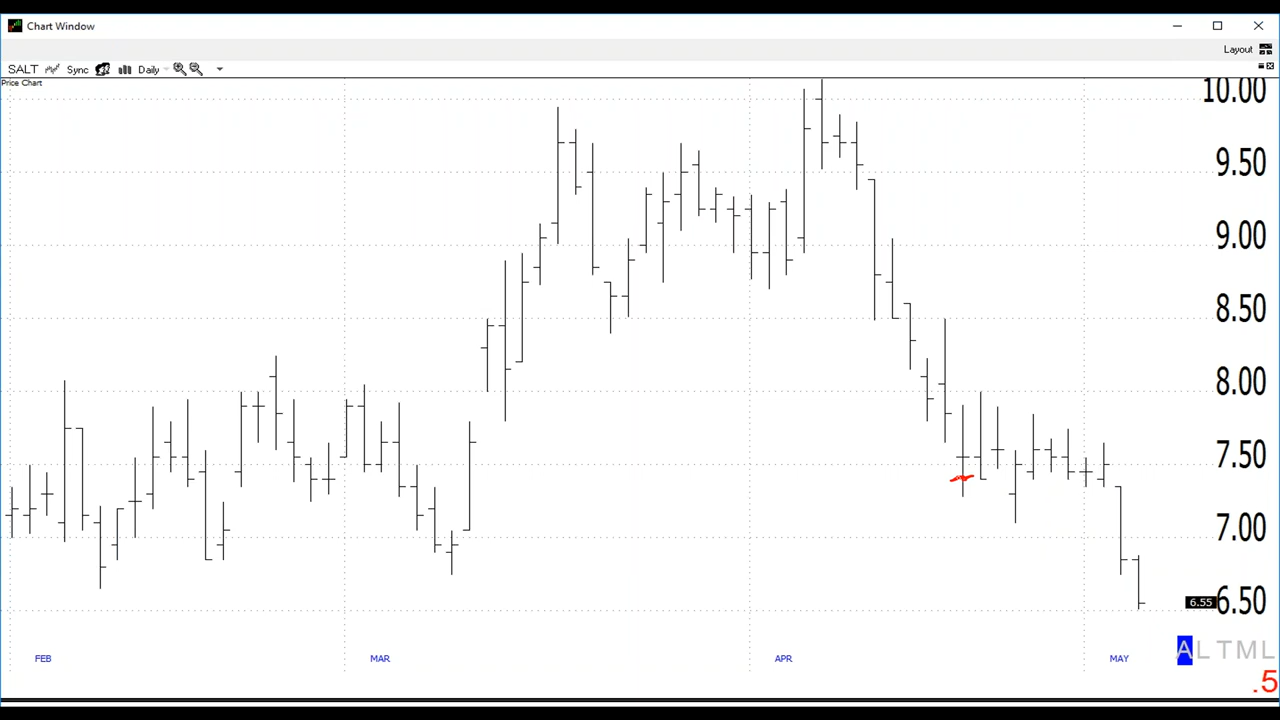 Chart Window
Layout
SALT Sync Daily
Price Chart
10.00
9.50
9.00
8.50
8.00
7.50
7.00
6.55 6.50
ALTML
FEB MAR APR MAY
.5